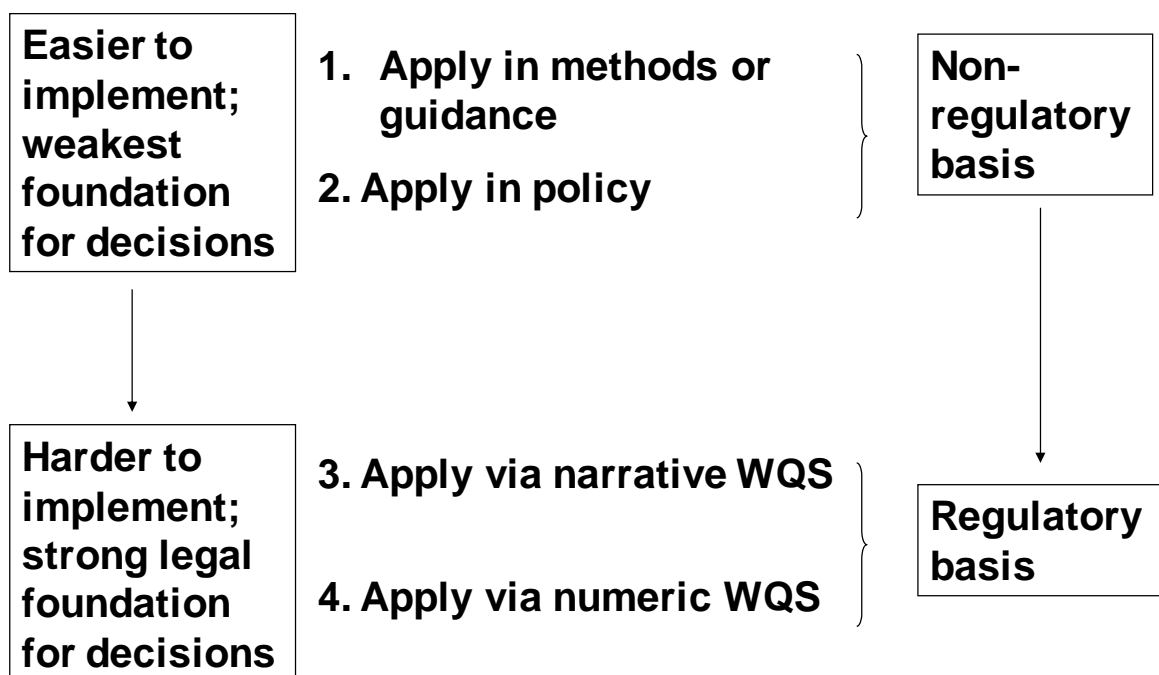 Easier to
implement;
weakest
foundation
for decisions
1. Apply in methods or
guidance
2. Apply in policy
Non-
regulatory
basis
Harder to
implement;
strong legal
foundation
for decisions
3. Apply via narrative WQS
4. Apply via numeric WQS
Regulatory
basis